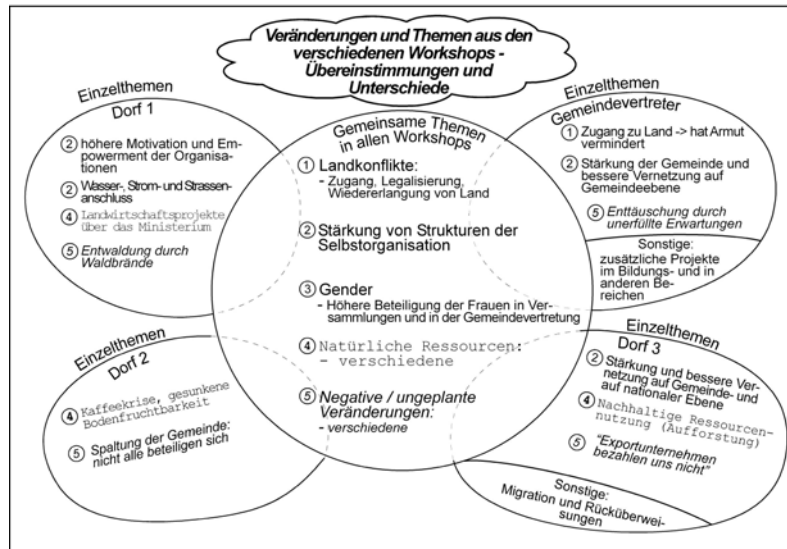 Veränderungen und Themen aus den
verschiedenen Workshops -
Übereinstimmungen und
Unterschiede
Einzelthemen
Dorf 1
② höhere Motivation und Em-
powerment der Organisa-
tionen
② Wasser-, Strom- und Strassen-
anschluss
④ Landwirtschaftsprojekte
über das Ministerium
⑤ Entwaldung durch
Waldbrände
Gemeinsame Themen
in allen Workshops
① Landkonflikte:
- Zugang, Legalisierung,
Wiedererlangung von Land
② Stärkung von Strukturen der
Selbstorganisation
③ Gender
- Höhere Beteiligung der Frauen in Ver-
sammlungen und in der Gemeindevertretung
④ Natürliche Ressourcen:
- verschiedene
⑤ Negative / ungeplante
Veränderungen:
- verschiedene
Einzelthemen
Gemeindevertreter
① Zugang zu Land -> hat Armut
vermindert
② Stärkung der Gemeinde und
bessere Vernetzung auf
Gemeindeebene
⑤ Enttäuschung durch
unerfüllte Erwartungen
Sonstige:
zusätzliche Projekte
im Bildungs- und in
anderen Be-
reichen
Einzelthemen
Dorf 2
④ Kaffeekrise, gesunkene
Bodenfruchtbarkeit
⑤ Spaltung der Gemeinde:
nicht alle beteiligen sich
Einzelthemen
Dorf 3
② Stärkung und bessere Ver-
netzung auf Gemeinde- und
auf nationaler Ebene
④ Nachhaltige Ressourcen-
nutzung (Aufforstung)
⑤ "Exportunternehmen
bezahlen uns nicht"
Sonstige:
Migration und Rücküberwei-
sungen